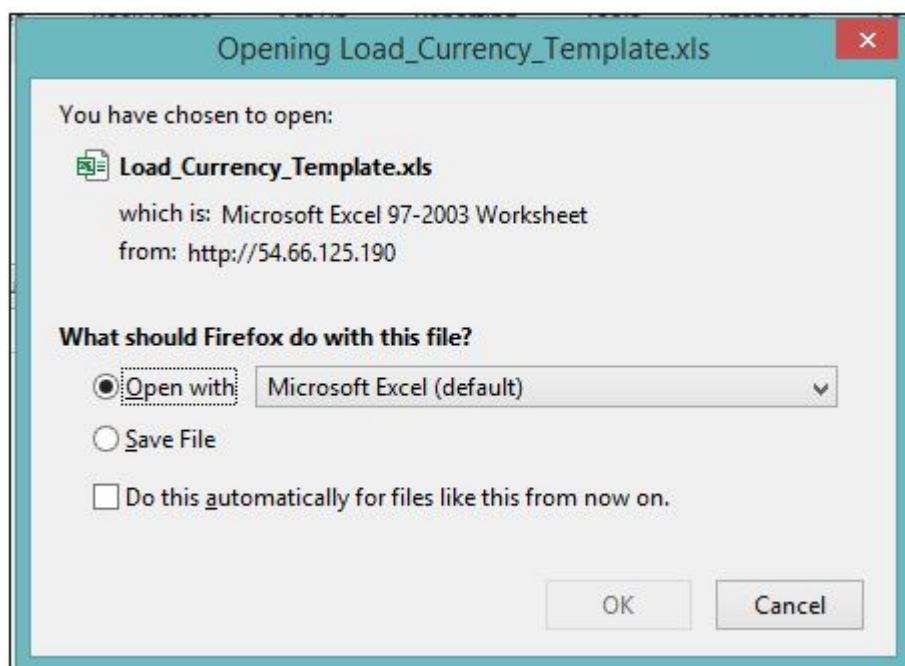 Opening Load_Currency_Template.xls
You have chosen to open:
Load_Currency_Template.xls
which is: Microsoft Excel 97-2003 Worksheet
from: http://54.66.125.190
What should Firefox do with this file?
Open with Microsoft Excel (default)
Save File
Do this automatically for files like this from now on.
OK Cancel